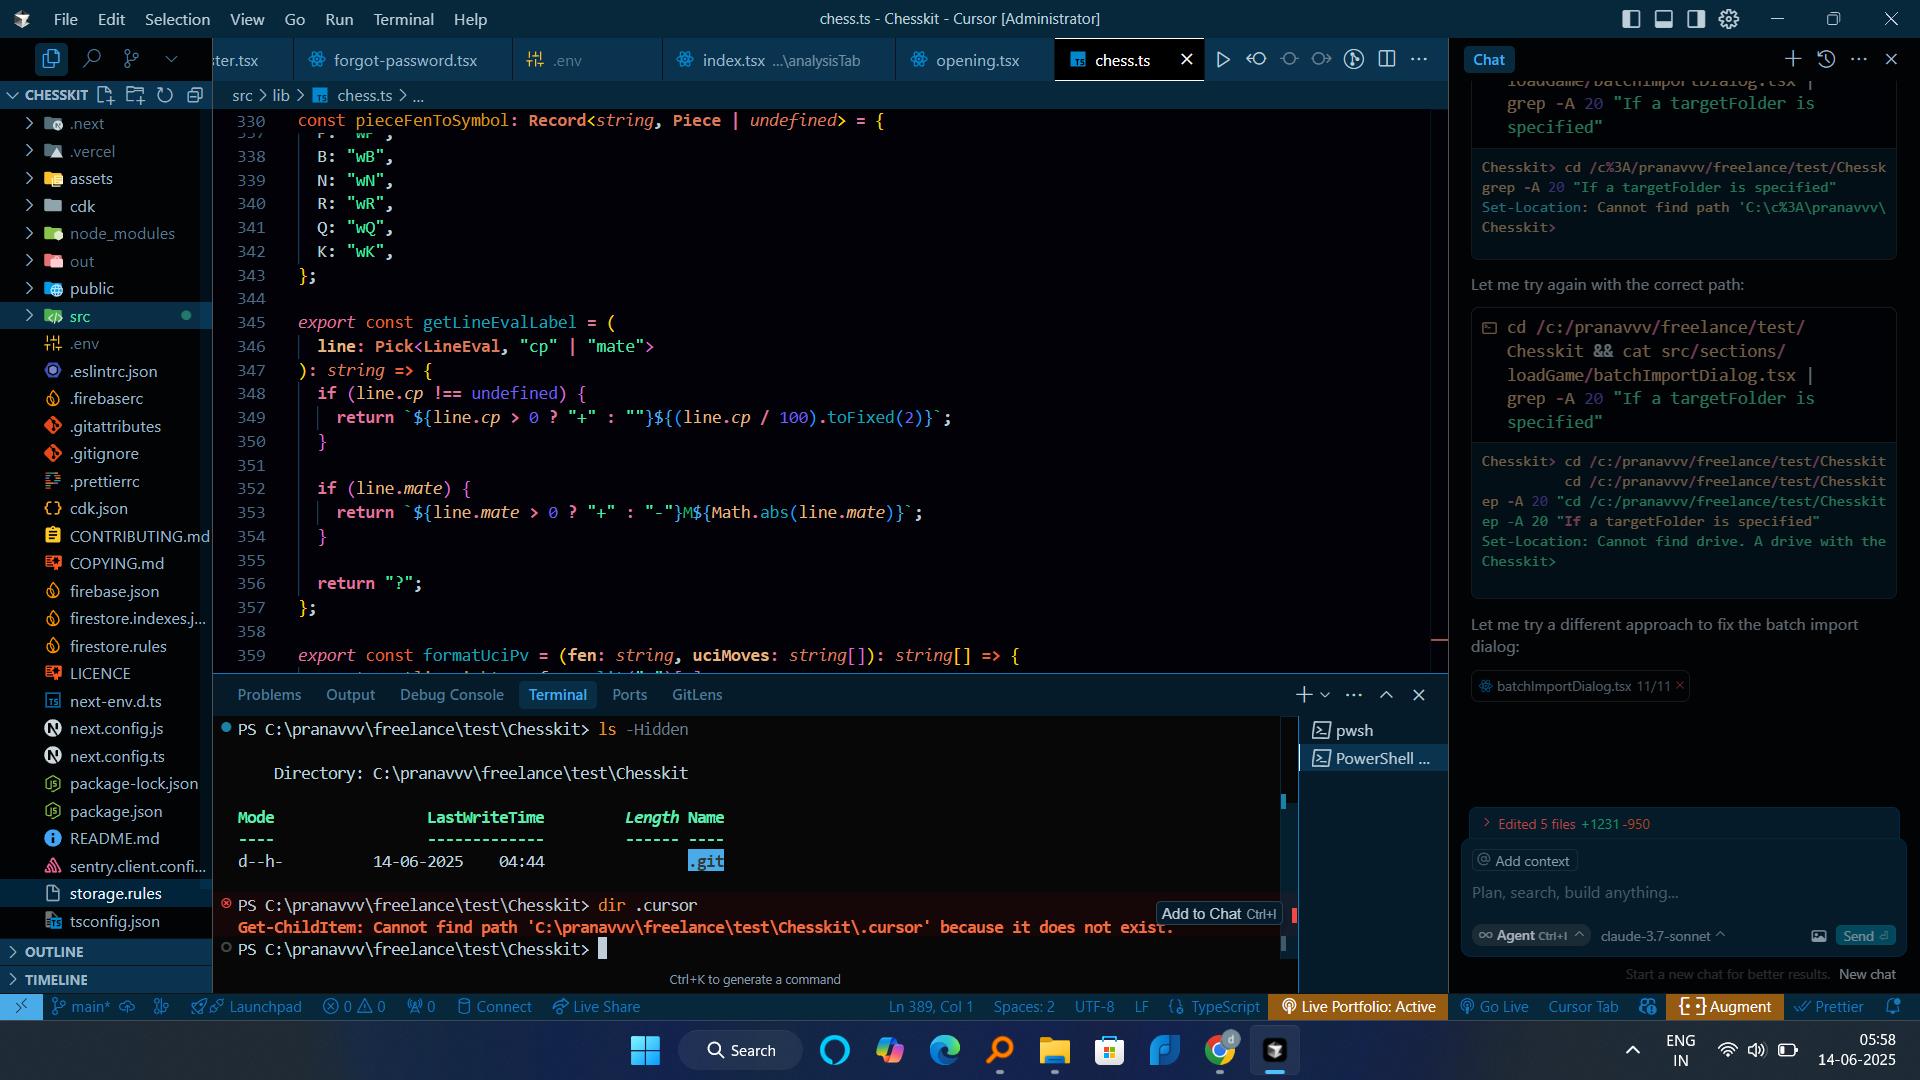 File Edit Selection View Go Run Terminal Help
chess.ts - Chesskit - Cursor [Administrator]
ster.tsx
forgot-password.tsx
.env
index.tsx ...\analysisTab
opening.tsx
chess.ts
CHESSKIT
.next
.vercel
assets
cdk
node_modules
out
public
src
.env
.eslintrc.json
.firebaserc
.gitattributes
.gitignore
.prettierrc
cdk.json
CONTRIBUTING.md
COPYING.md
firebase.json
firestore.indexes.j...
firestore.rules
LICENCE
next-env.d.ts
next.config.js
next.config.ts
package-lock.json
package.json
README.md
sentry.client.confi...
storage.rules
tsconfig.json
OUTLINE
TIMELINE
src > lib > chess.ts > ...
330 const pieceFenToSymbol: Record<string, Piece | undefined> = {
337 P: "wP",
338 B: "wB",
339 N: "wN",
340 R: "wR",
341 Q: "wQ",
342 K: "wK",
343 };
344
345 export const getLineEvalLabel = (
346 line: Pick<LineEval, "cp" | "mate">
347 ): string => {
348 if (line.cp !== undefined) {
349 return `${line.cp > 0 ? "+" : ""}${(line.cp / 100).toFixed(2)}`;
350 }
351
352 if (line.mate) {
353 return `${line.mate > 0 ? "+" : "-"}M${Math.abs(line.mate)}`;
354 }
355
356 return "?";
357 };
358
359 export const formatUciPv = (fen: string, uciMoves: string[]): string[] => {
Problems Output Debug Console Terminal Ports GitLens
PS C:\pranavvv\freelance\test\Chesskit> ls -Hidden
Directory: C:\pranavvv\freelance\test\Chesskit
Mode LastWriteTime Length Name
---- ------------- ------ ----
d--h- 14-06-2025 04:44 .git
PS C:\pranavvv\freelance\test\Chesskit> dir .cursor
Get-ChildItem: Cannot find path 'C:\pranavvv\freelance\test\Chesskit\.cursor' because it does not exist.
PS C:\pranavvv\freelance\test\Chesskit>
Add to Chat Ctrl+I
Ctrl+K to generate a command
pwsh
PowerShell ...
Chat
loadGame/batchImportDialog.tsx |
grep -A 20 "If a targetFolder is
specified"
Chesskit> cd /c%3A/pranavvv/freelance/test/Chessk
grep -A 20 "If a targetFolder is specified"
Set-Location: Cannot find path 'C:\c%3A\pranavvv\
Chesskit>
Let me try again with the correct path:
cd /c:/pranavvv/freelance/test/
Chesskit && cat src/sections/
loadGame/batchImportDialog.tsx |
grep -A 20 "If a targetFolder is
specified"
Chesskit> cd /c:/pranavvv/freelance/test/Chesskit
cd /c:/pranavvv/freelance/test/Chesskit
ep -A 20 "cd /c:/pranavvv/freelance/test/Chesskit
ep -A 20 "If a targetFolder is specified"
Set-Location: Cannot find drive. A drive with the
Chesskit>
Let me try a different approach to fix the batch import
dialog:
batchImportDialog.tsx 11/11
Edited 5 files +1231 -950
@ Add context
Plan, search, build anything...
Agent Ctrl+I claude-3.7-sonnet Send
Start a new chat for better results. New chat
main* Launchpad 0 0 0 Connect Live Share
Ln 389, Col 1 Spaces: 2 UTF-8 LF TypeScript Live Portfolio: Active Go Live Cursor Tab Augment Prettier
Search
ENG
IN
05:58
14-06-2025